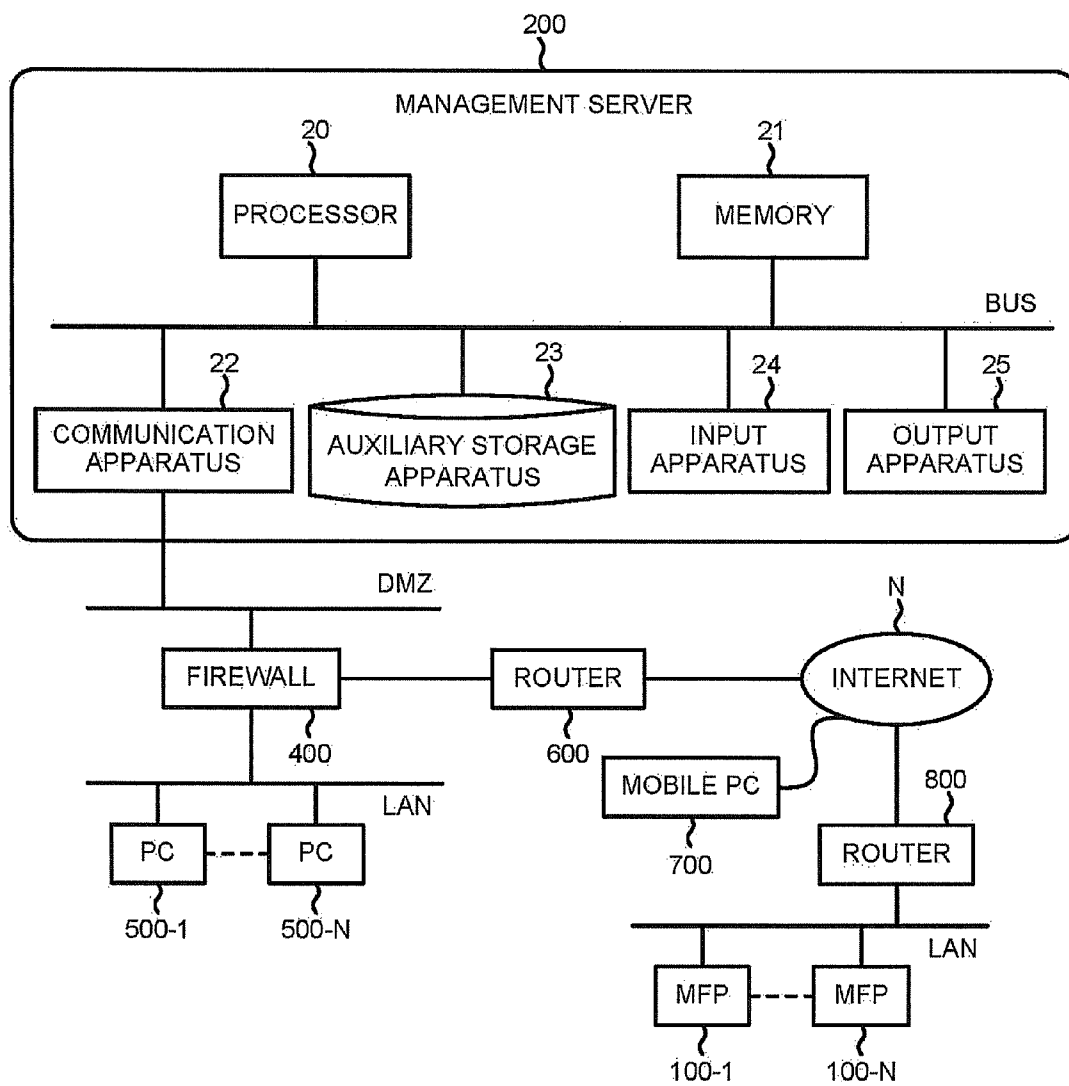 200
MANAGEMENT SERVER
20
21
PROCESSOR
MEMORY
BUS
22
23
24
25
COMMUNICATION
APPARATUS
AUXILIARY STORAGE
APPARATUS
INPUT
APPARATUS
OUTPUT
APPARATUS
DMZ
N
FIREWALL
ROUTER
INTERNET
400
600
MOBILE PC
800
LAN
700
PC
PC
ROUTER
500-1
500-N
LAN
MFP
MFP
100-1
100-N